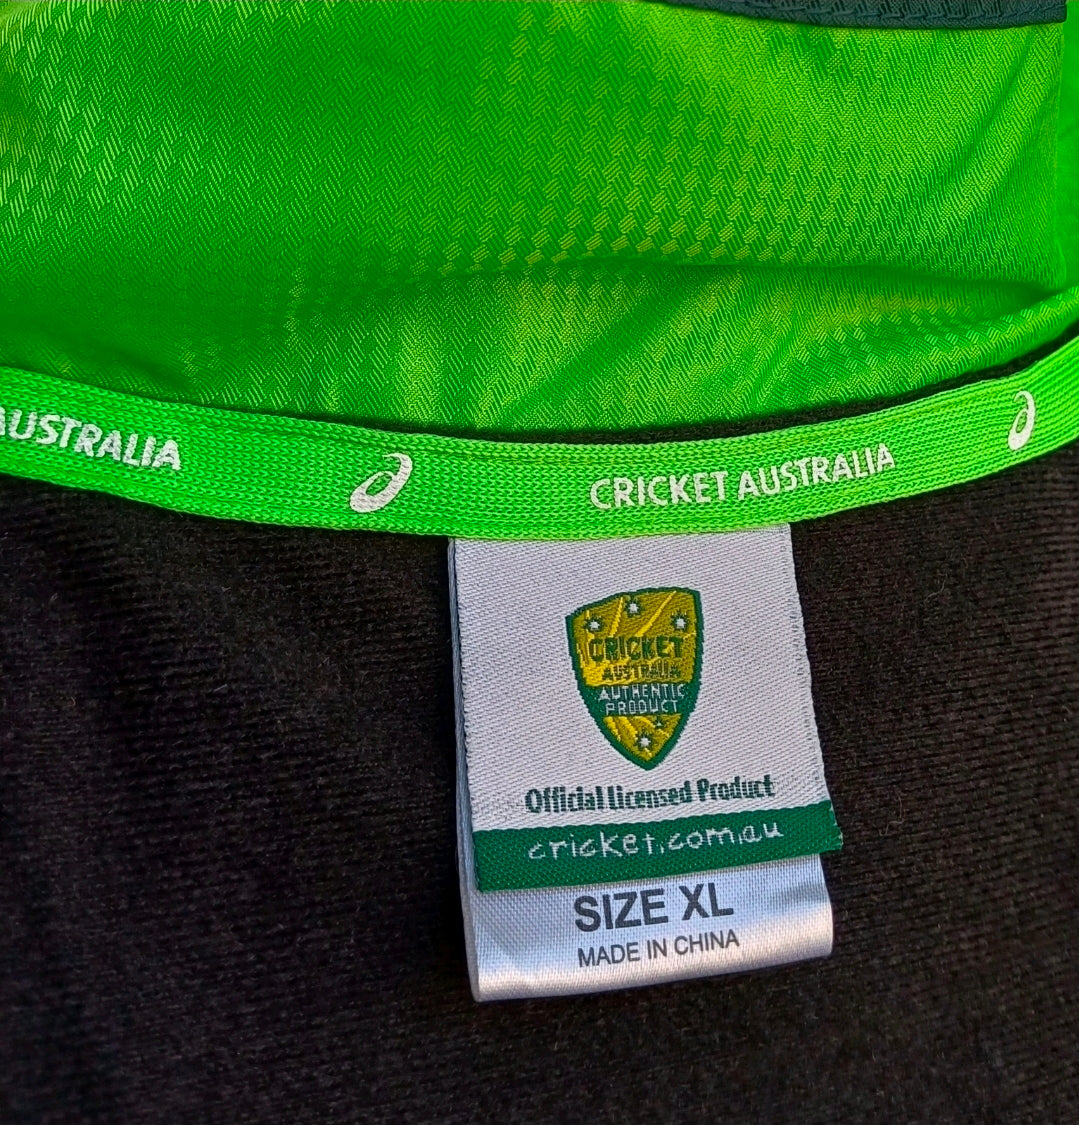 AUSTRALIA
CRICKET AUSTRALIA
CRICKET
AUSTRALIA
AUTHENTIC
PRODUCT
Official Licensed Product
cricket.com.au
SIZE XL
MADE IN CHINA